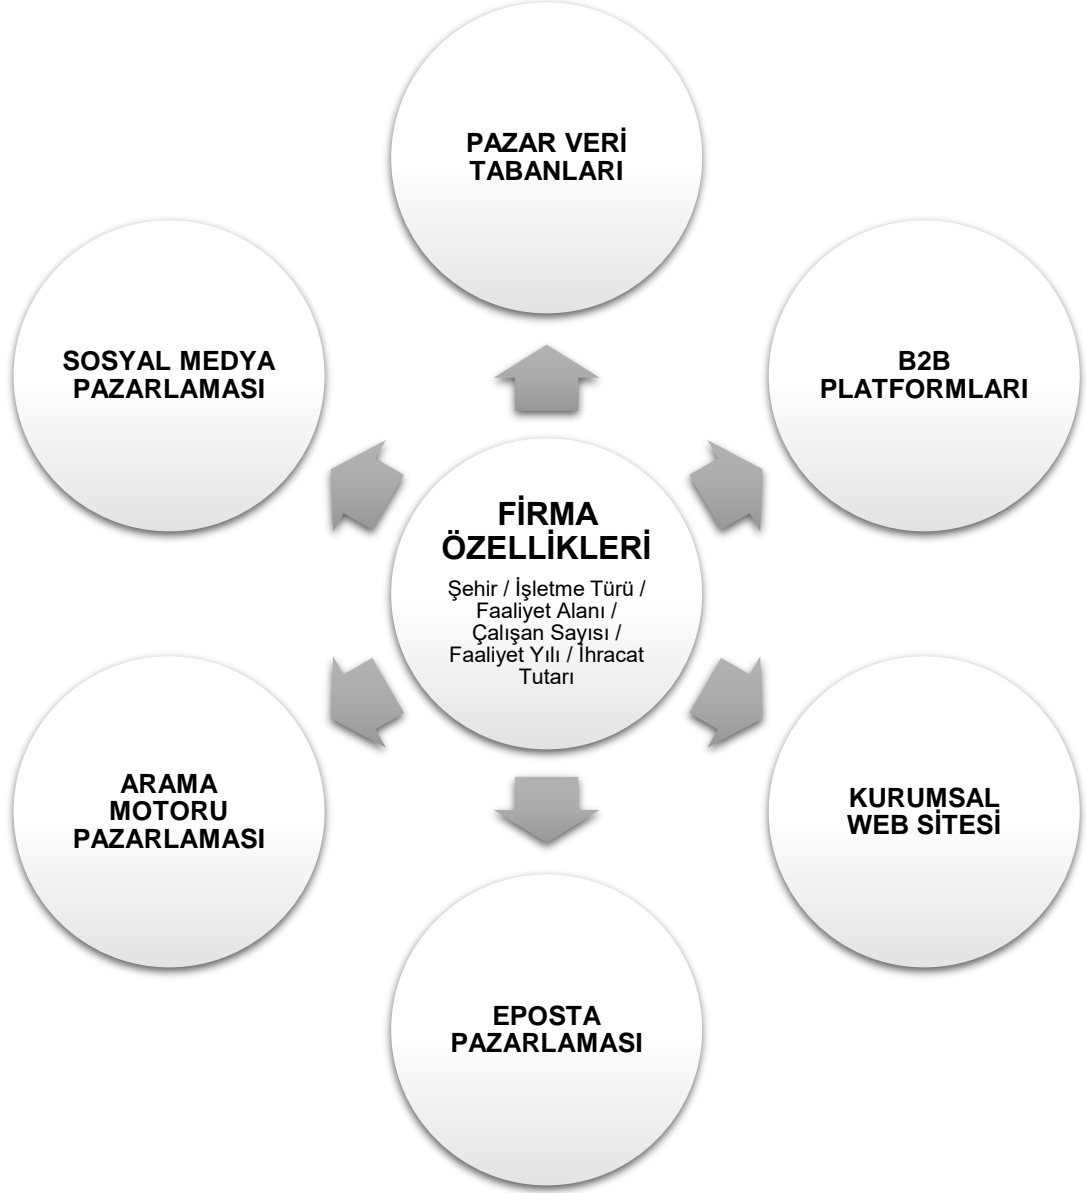 PAZAR VERİ
TABANLARI
SOSYAL MEDYA
PAZARLAMASI
B2B
PLATFORMLARI
FİRMA
ÖZELLİKLERİ
Şehir / İşletme Türü /
Faaliyet Alanı /
Çalışan Sayısı /
Faaliyet Yılı / İhracat
Tutarı
ARAMA
MOTORU
PAZARLAMASI
KURUMSAL
WEB SİTESİ
EPOSTA
PAZARLAMASI